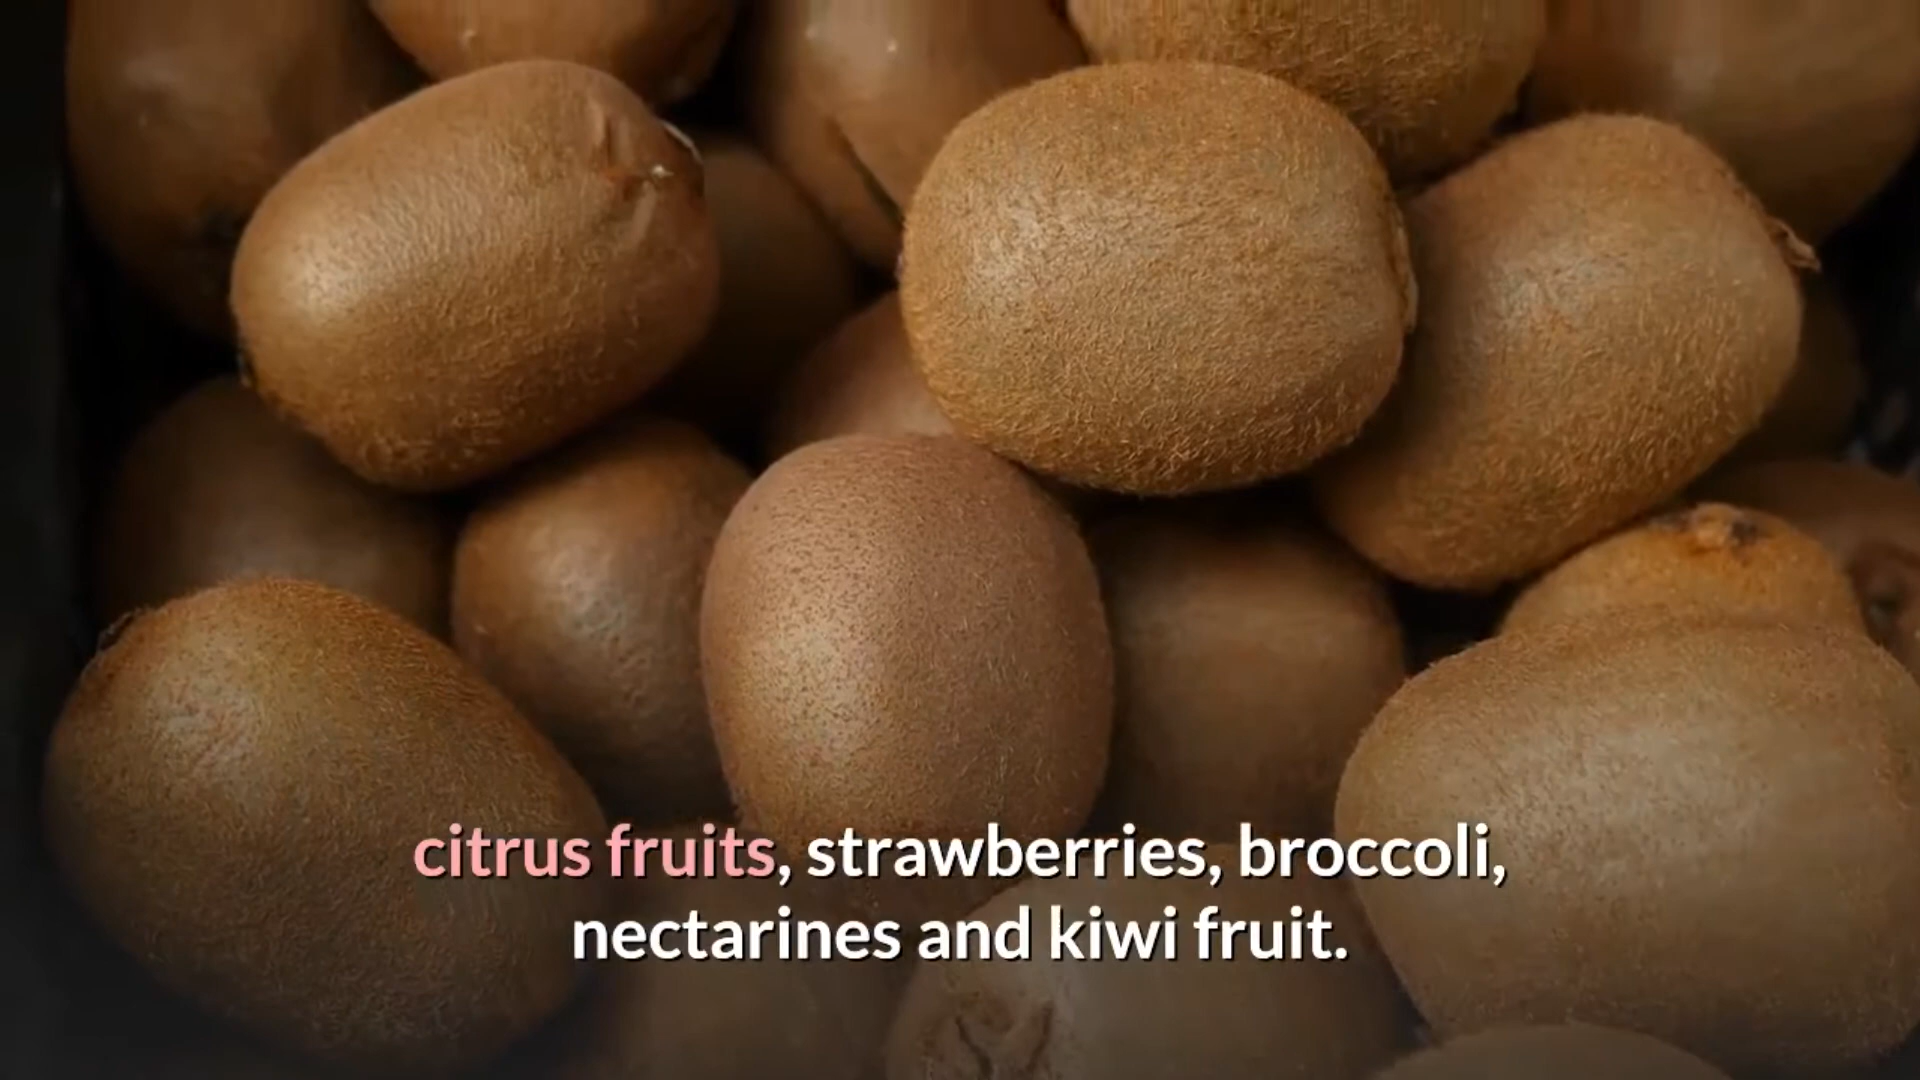 citrus fruits, strawberries, broccoli,
nectarines and kiwi fruit.